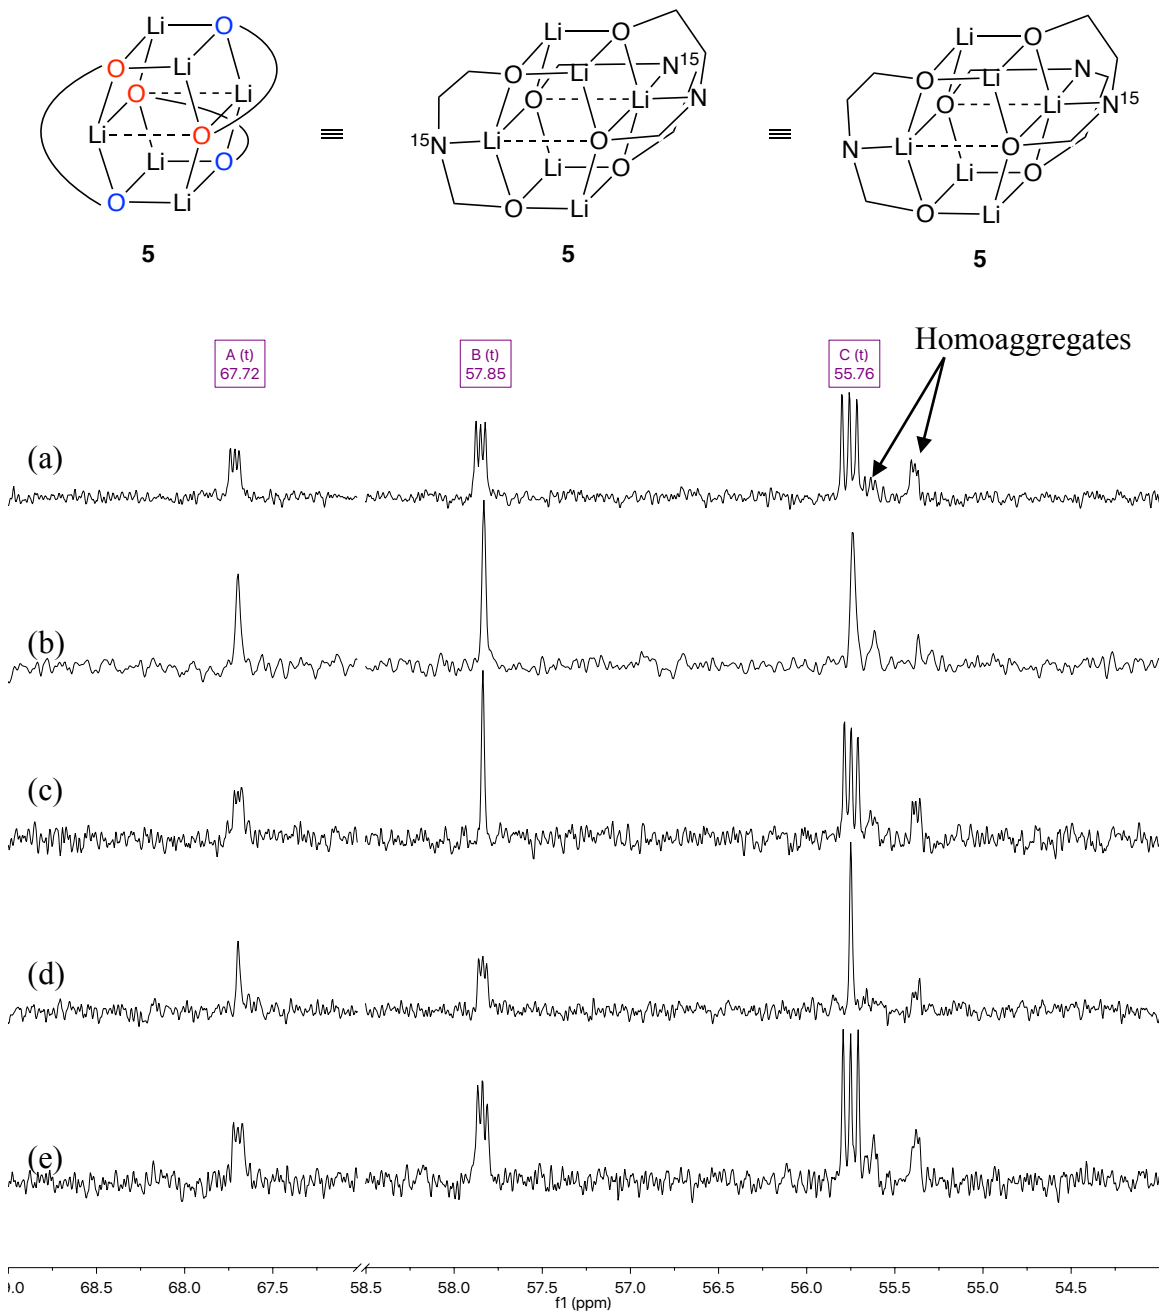 Li O Li O Li O
O Li Li N15 O Li N
O Li O Li O Li
Li O 15N Li O N Li O N15
Li O Li O Li O
O Li O Li O Li
≡ ≡
5 5 5
Homoaggregates
A (t)
67.72
B (t)
57.85
C (t)
55.76
(a)
(b)
(c)
(d)
(e)
).0 68.5 68.0 67.5 58.5 58.0 57.5 57.0 56.5 56.0 55.5 55.0 54.5
f1 (ppm)